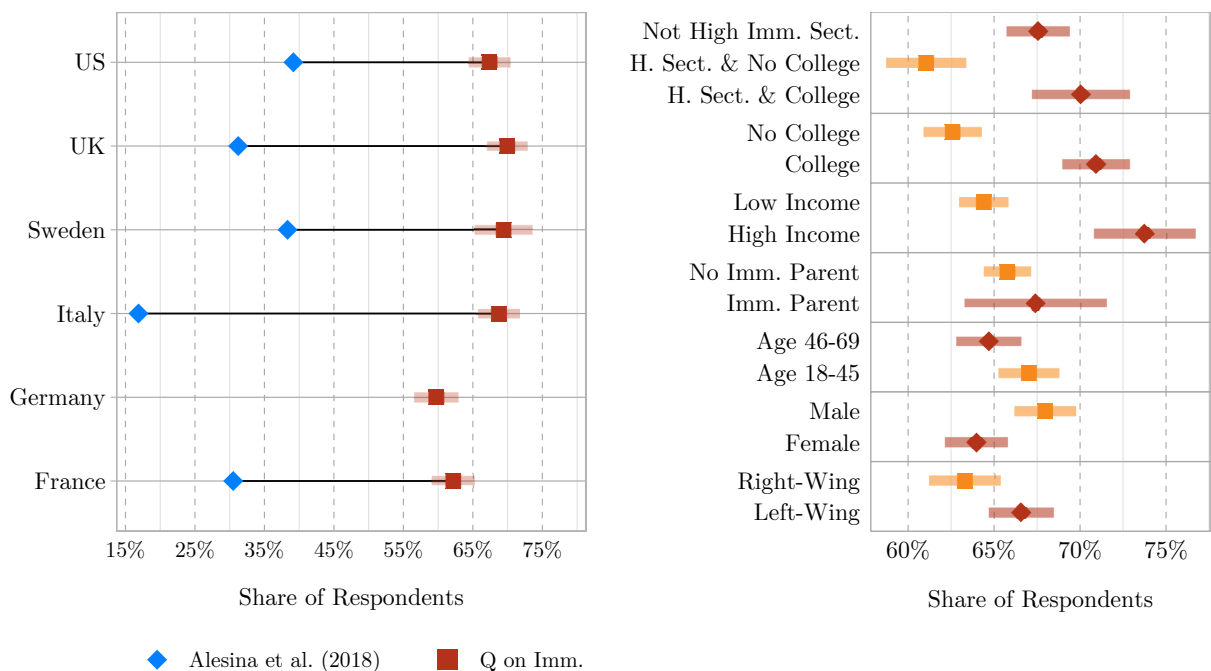 US
UK
Sweden
Italy
Germany
France
15% 25% 35% 45% 55% 65% 75%
Share of Respondents
Alesina et al. (2018) Q on Imm.
Not High Imm. Sect.
H. Sect. & No College
H. Sect. & College
No College
College
Low Income
High Income
No Imm. Parent
Imm. Parent
Age 46-69
Age 18-45
Male
Female
Right-Wing
Left-Wing
60% 65% 70% 75%
Share of Respondents